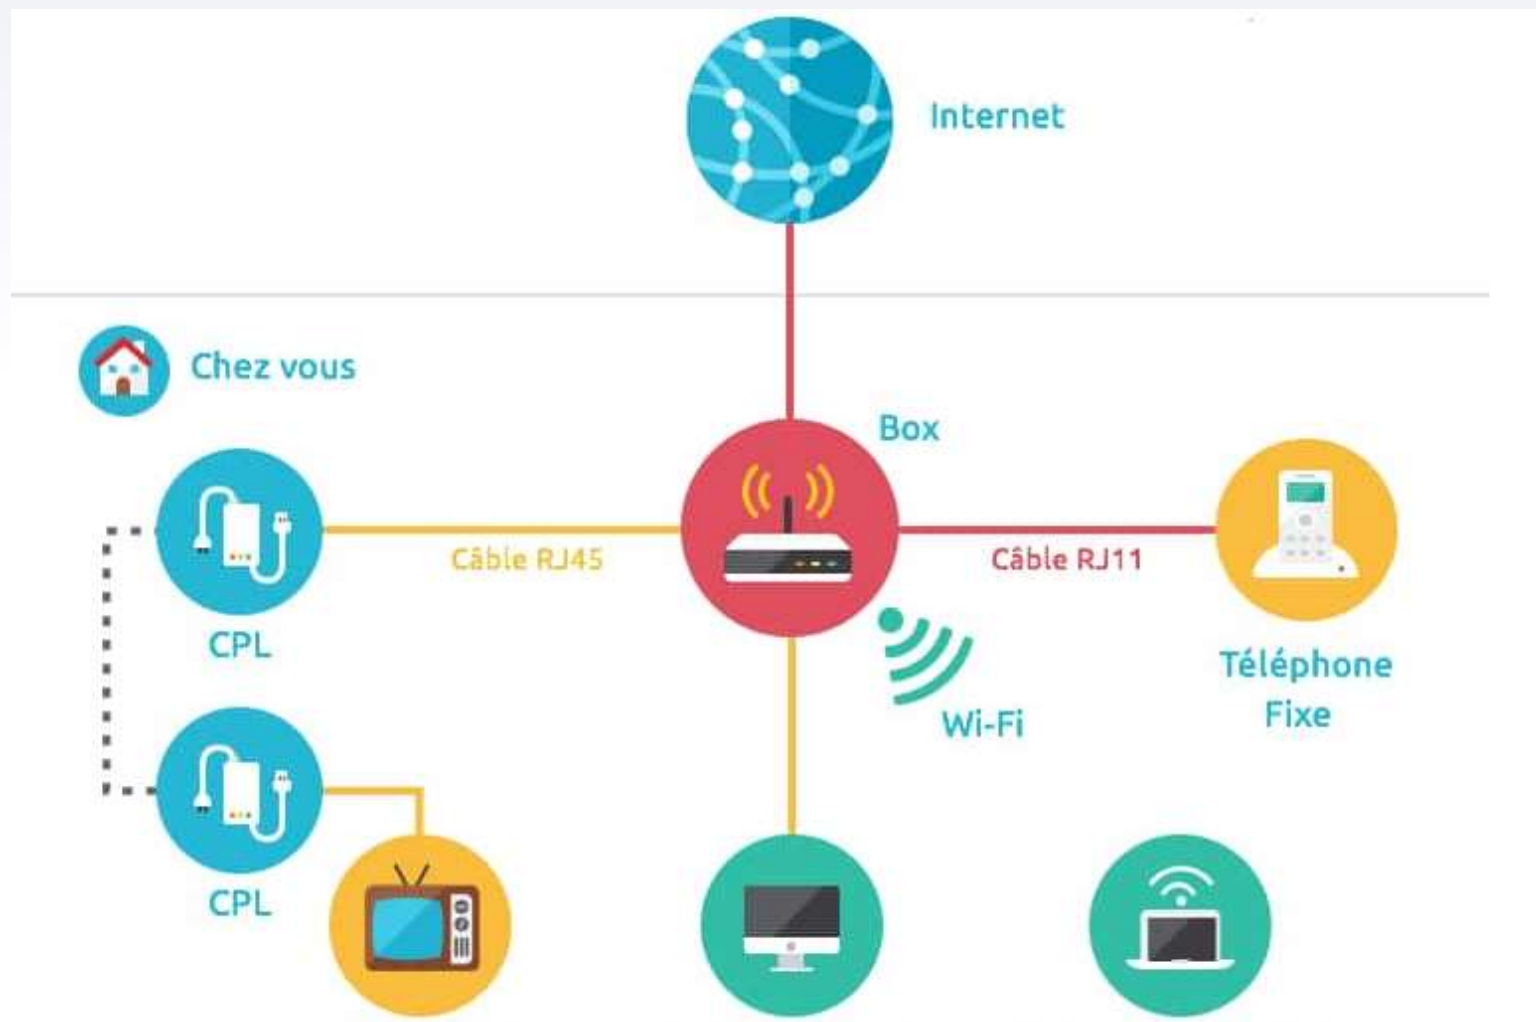 Internet
Chez vous
Box
Câble RJ45
Câble RJ11
CPL
Téléphone
Fixe
Wi-Fi
CPL